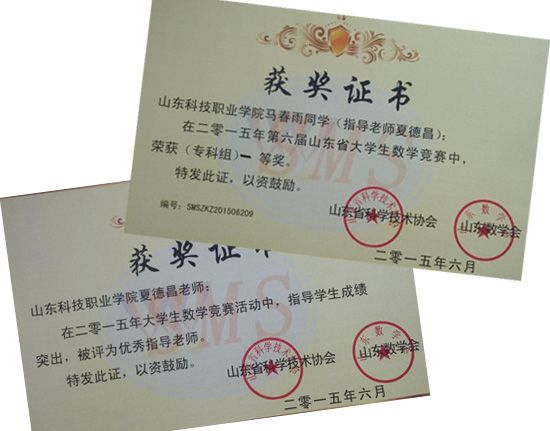 获奖证书
山东科技职业学院马春雨同学（指导老师夏德昌）：
在二零一五年第六届山东省大学生数学竞赛中，
荣获（专科组）一等奖。
特发此证，以资鼓励。
编号：SMSZKZ201506209
山东省科学技术协会 山东数学会
二零一五年六月
获奖证书
山东科技职业学院夏德昌老师：
在二零一五年大学生数学竞赛活动中，指导学生成绩
突出，被评为优秀指导老师。
特发此证，以资鼓励。
山东省科学技术协会 山东数学会
二零一五年六月